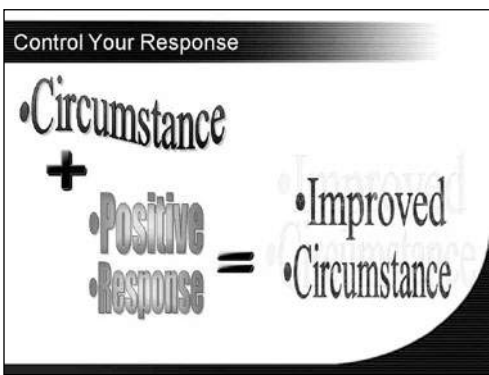 Control Your Response
•Circumstance
+
•Positive
•Response
=
•Improved
•Circumstance